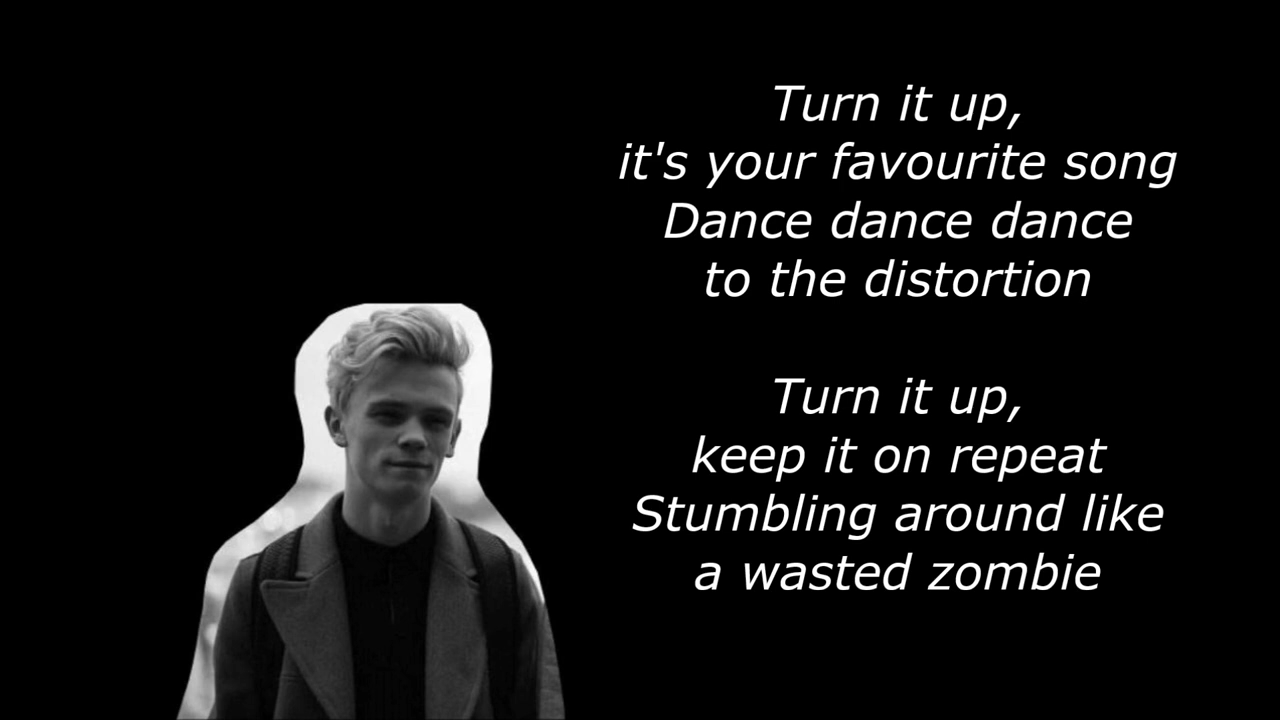 Turn it up,
it's your favourite song
Dance dance dance
to the distortion
Turn it up,
keep it on repeat
Stumbling around like
a wasted zombie